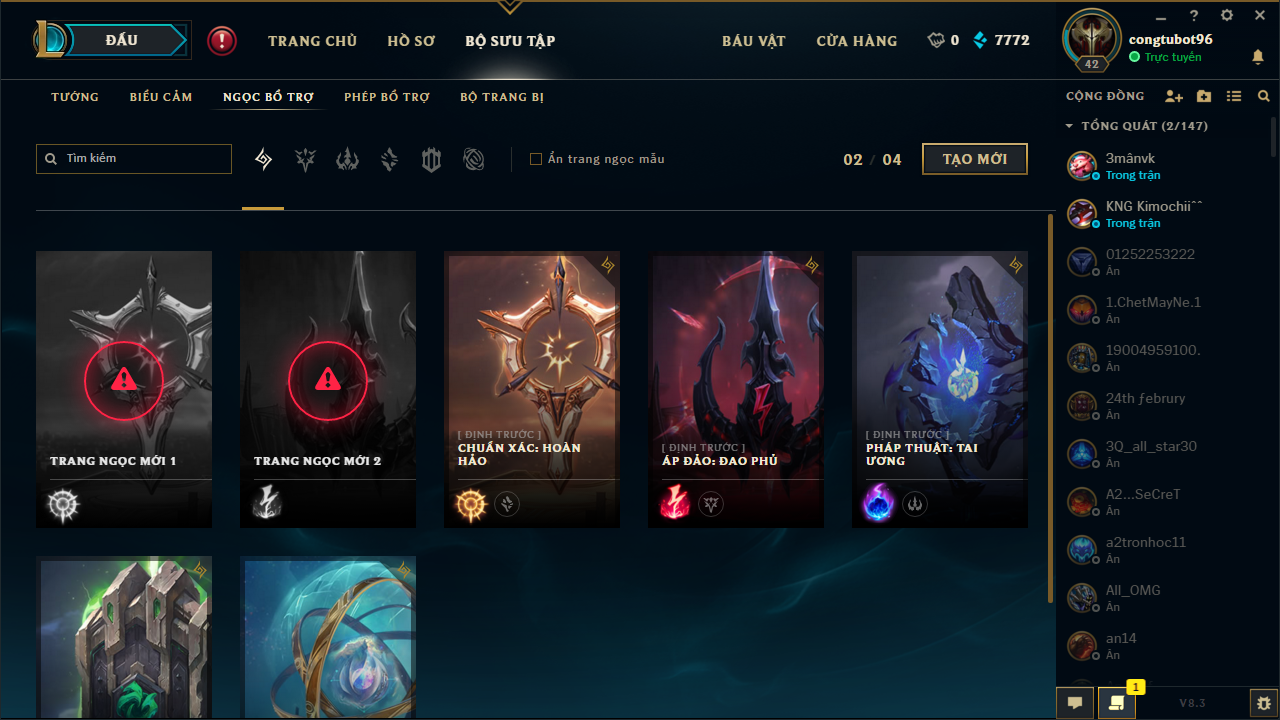 ĐẤU
TRANG CHỦ
HỒ SƠ
BỘ SƯU TẬP
BÁU VẬT
CỬA HÀNG
0
7772
42
congtubot96
Trực tuyến
TƯỚNG
BIỂU CẢM
NGỌC BỔ TRỢ
PHÉP BỔ TRỢ
BỘ TRANG BỊ
Tìm kiếm
Ẩn trang ngọc mẫu
02 / 04
TẠO MỚI
TRANG NGỌC MỚI 1
TRANG NGỌC MỚI 2
[ ĐỊNH TRƯỚC ]
CHUẨN XÁC: HOÀN
HẢO
[ ĐỊNH TRƯỚC ]
ÁP ĐẢO: ĐAO PHỦ
[ ĐỊNH TRƯỚC ]
PHÁP THUẬT: TAI
ƯƠNG
CỘNG ĐỒNG
TỔNG QUÁT (2/147)
3mânvk
Trong trận
KNG Kimochiiˆˆ
Trong trận
01252253222
Ẩn
1.ChetMayNe.1
Ẩn
19004959100.
Ẩn
24th ƒebrury
Ẩn
3Q_all_star30
Ẩn
A2...SeCreT
Ẩn
a2tronhoc11
Ẩn
All_OMG
Ẩn
an14
Ẩn
1
V8.3